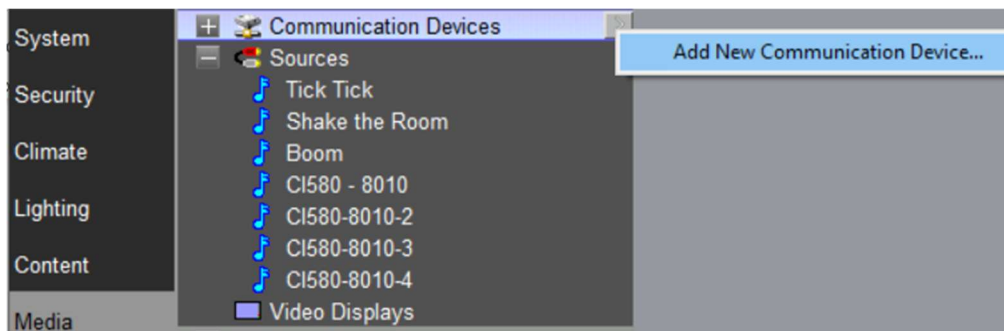 System
Security
Climate
Lighting
Content
Media
Communication Devices
Sources
Tick Tick
Shake the Room
Boom
CI580 - 8010
CI580-8010-2
CI580-8010-3
CI580-8010-4
Video Displays
Add New Communication Device...